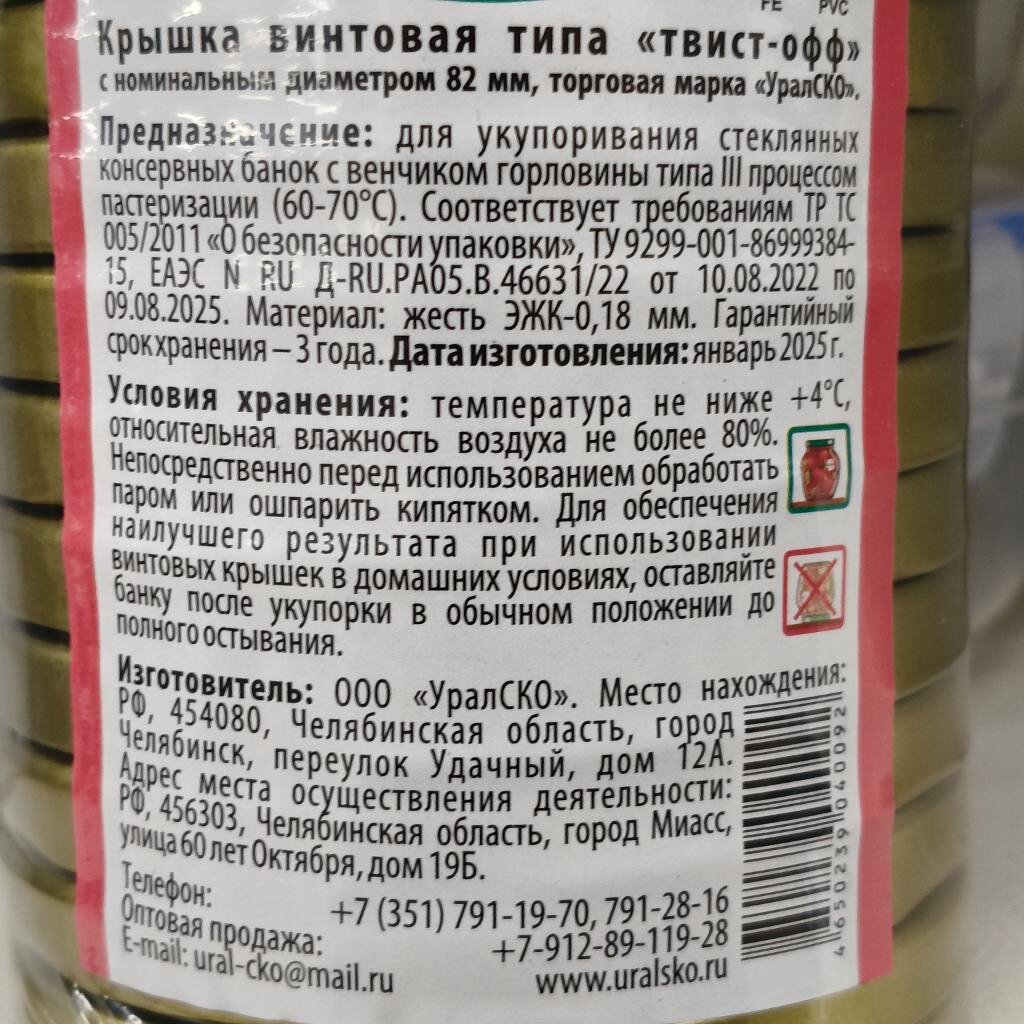 FE PVC
Крышка винтовая типа «твист-офф»
с номинальным диаметром 82 мм, торговая марка «УралСКО».
Предназначение: для укупоривания стеклянных
консервных банок с венчиком горловины типа III процессом
пастеризации (60-70°С). Соответствует требованиям ТР ТС
005/2011 «О безопасности упаковки», ТУ 9299-001-86999384-
15, ЕАЭС N RU Д-RU.РА05.В.46631/22 от 10.08.2022 по
09.08.2025. Материал: жесть ЭЖК-0,18 мм. Гарантийный
срок хранения – 3 года. Дата изготовления: январь 2025 г.
Условия хранения: температура не ниже +4°С,
относительная влажность воздуха не более 80%.
Непосредственно перед использованием обработать
паром или ошпарить кипятком. Для обеспечения
наилучшего результата при использовании
винтовых крышек в домашних условиях, оставляйте
банку после укупорки в обычном положении до
полного остывания.
Изготовитель: ООО «УралСКО». Место нахождения:
РФ, 454080, Челябинская область, город
Челябинск, переулок Удачный, дом 12А.
Адрес места осуществления деятельности:
РФ, 456303, Челябинская область, город Миасс,
улица 60 лет Октября, дом 19Б.
Телефон: +7 (351) 791-19-70, 791-28-16
Оптовая продажа: +7-912-89-119-28
E-mail: ural-cko@mail.ru www.uralsko.ru
4650239040092